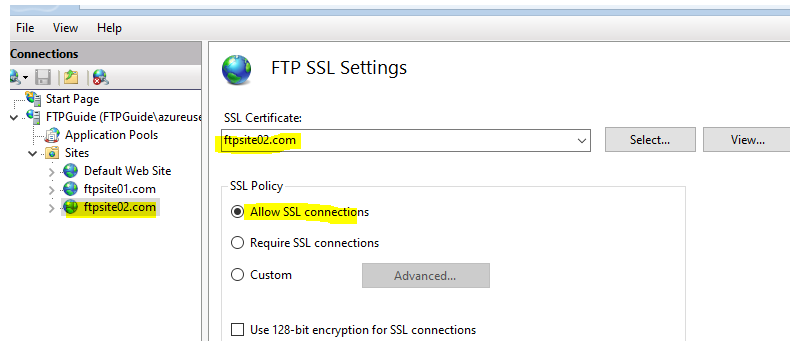 File View Help
Connections
Start Page
FTPGuide (FTPGuide\azureuse
Application Pools
Sites
Default Web Site
ftpsite01.com
ftpsite02.com
FTP SSL Settings
SSL Certificate:
ftpsite02.com
Select...
View...
SSL Policy
Allow SSL connections
Require SSL connections
Custom
Advanced...
Use 128-bit encryption for SSL connections